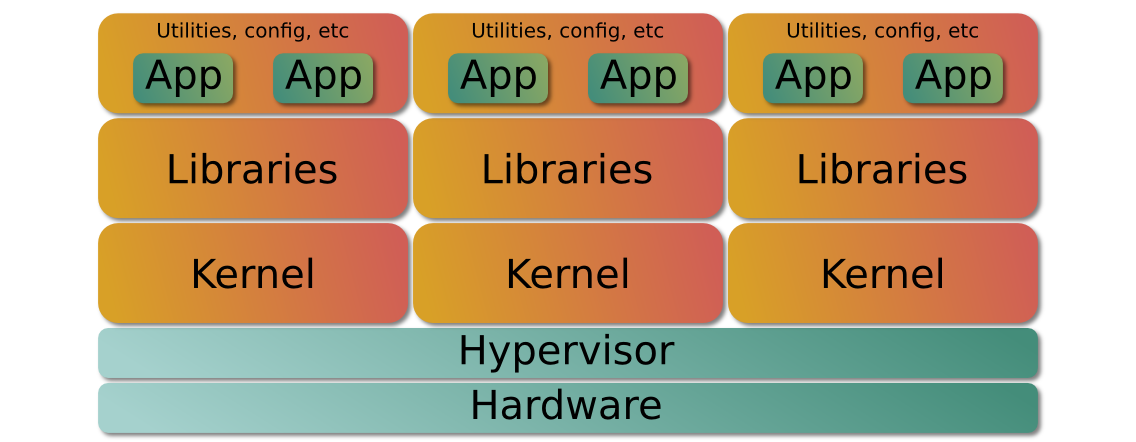 Utilities, config, etc
Utilities, config, etc
Utilities, config, etc
App App App App App App
Libraries Libraries Libraries
Kernel Kernel Kernel
Hypervisor
Hardware